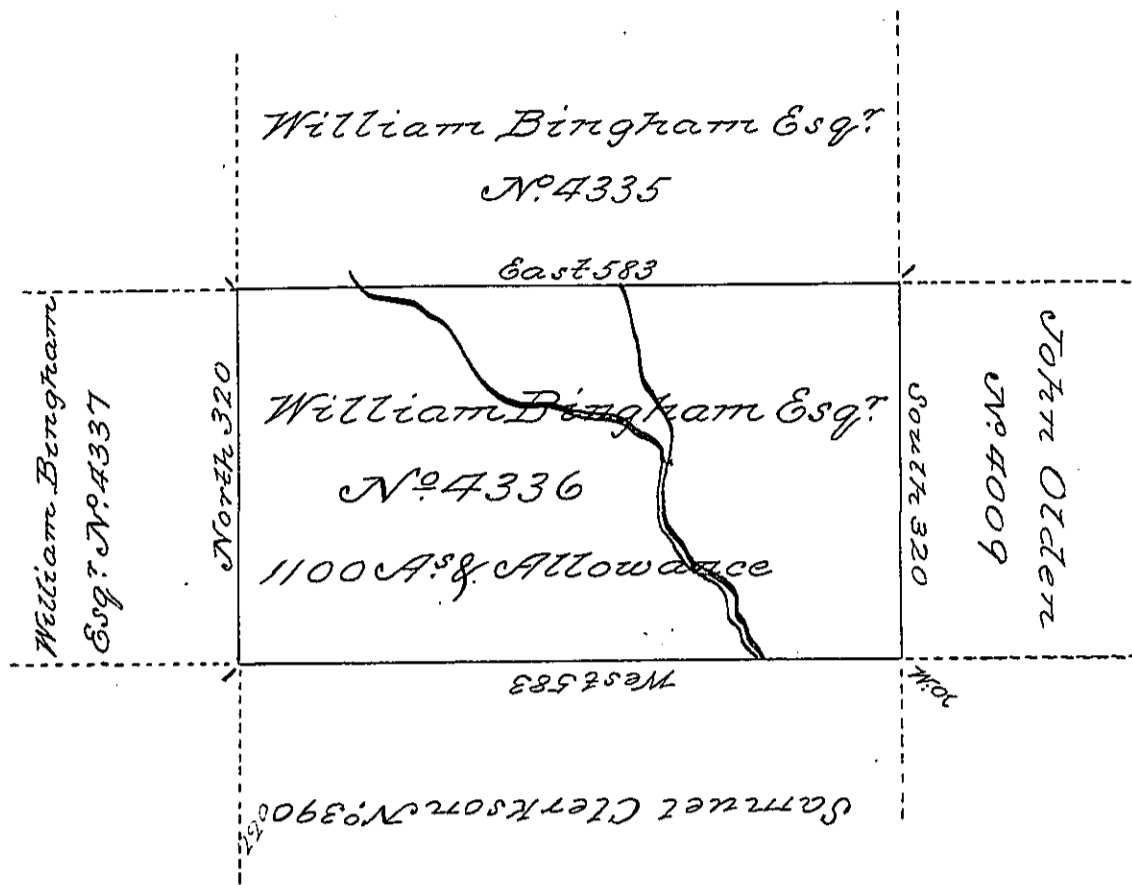 William Bingham Esqr.
No. 4335
East 583
William Bingham
Esqr. No. 4337
North 320
William Bingham Esqr.
No. 4336
1100 As. & Allowance
South 320
John Olden
No. 4009
West 583
Samuel Clerkson No. 3900